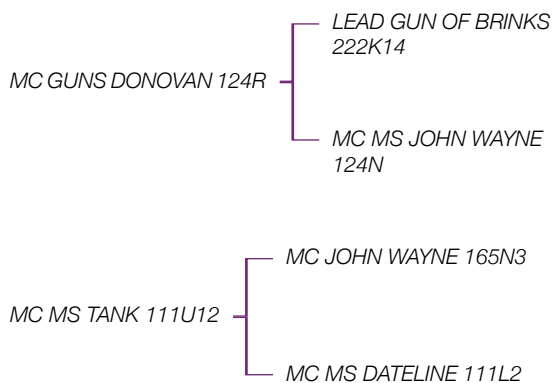 LEAD GUN OF BRINKS
222K14
MC GUNS DONOVAN 124R
MC MS JOHN WAYNE
124N
MC JOHN WAYNE 165N3
MC MS TANK 111U12
MC MS DATELINE 111L2